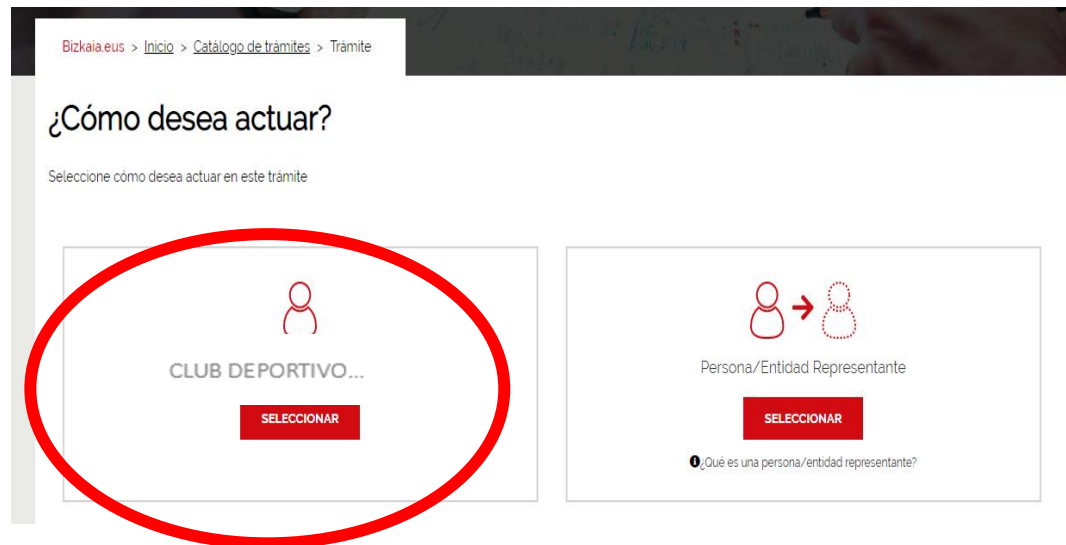 Bizkaia.eus > Inicio > Catálogo de trámites > Trámite
¿Cómo desea actuar?
Seleccione cómo desea actuar en este trámite
CLUB DEPORTIVO...
SELECCIONAR
Persona/Entidad Representante
SELECCIONAR
¿Qué es una persona/entidad representante?